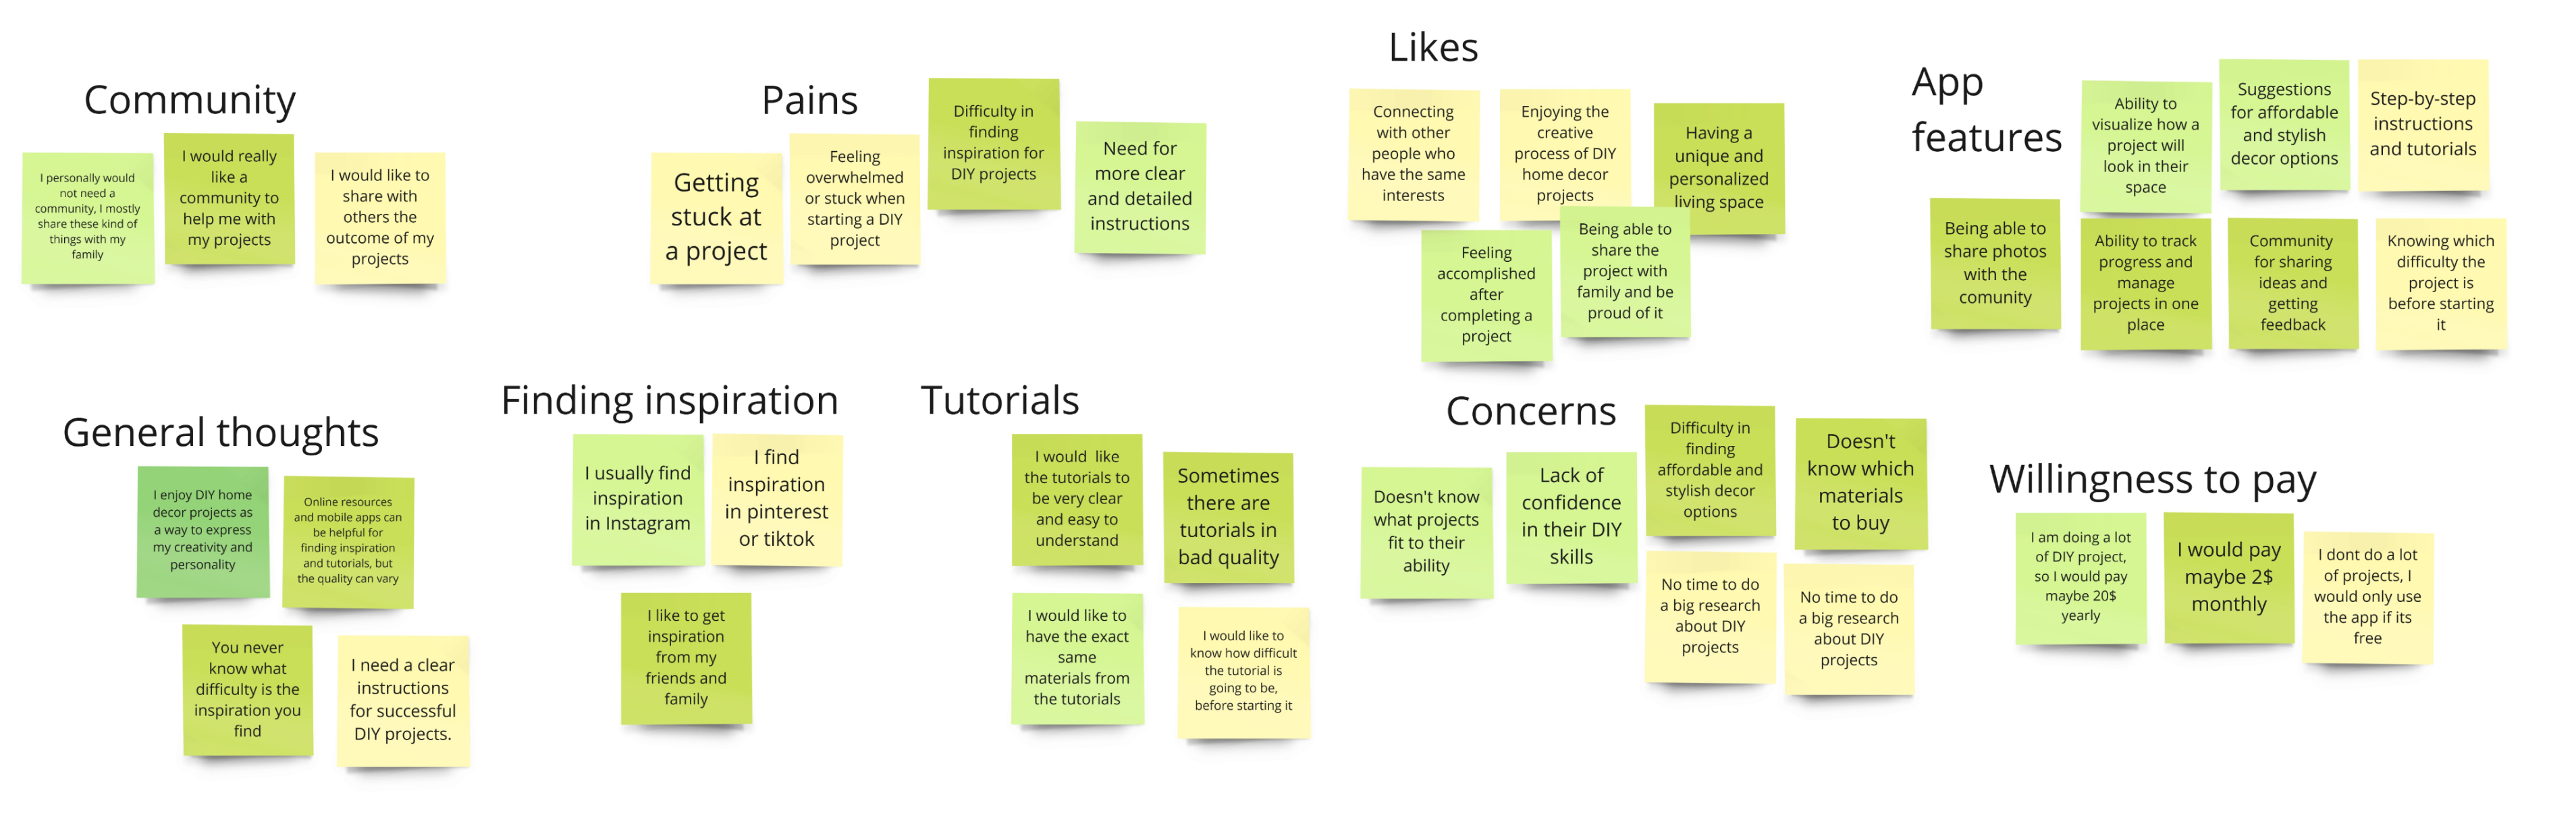 Community
I personally would
not need a
community, I mostly
share these kind of
things with my
family
I would really
like a
community to
help me with
my projects
I would like to
share with
others the
outcome of my
projects
Pains
Getting
stuck at
a project
Feeling
overwhelmed
or stuck when
starting a DIY
project
Difficulty in
finding
inspiration for
DIY projects
Need for
more clear
and detailed
instructions
Likes
Connecting
with other
people who
have the same
interests
Enjoying the
creative
process of DIY
home decor
projects
Having a
unique and
personalized
living space
Feeling
accomplished
after
completing a
project
Being able to
share the
project with
family and be
proud of it
App
features
Ability to
visualize how a
project will
look in their
space
Suggestions
for affordable
and stylish
decor options
Step-by-step
instructions
and tutorials
Being able to
share photos
with the
comunity
Ability to track
progress and
manage
projects in one
place
Community
for sharing
ideas and
getting
feedback
Knowing which
difficulty the
project is
before starting
it
General thoughts
I enjoy DIY home
decor projects as
a way to express
my creativity and
personality
Online resources
and mobile apps can
be helpful for
finding inspiration
and tutorials, but
the quality can vary
You never
know what
difficulty is the
inspiration you
find
I need a clear
instructions
for successful
DIY projects.
Finding inspiration
I usually find
inspiration
in Instagram
I find
inspiration
in pinterest
or tiktok
I like to get
inspiration
from my
friends and
family
Tutorials
I would  like
the tutorials to
be very clear
and easy to
understand
Sometimes
there are
tutorials in
bad quality
I would like to
have the exact
same
materials from
the tutorials
I would like to
know how difficult
the tutorial is
going to be,
before starting it
Concerns
Doesn't know
what projects
fit to their
ability
Lack of
confidence
in their DIY
skills
Difficulty in
finding
affordable and
stylish decor
options
Doesn't
know which
materials
to buy
No time to do
a big research
about DIY
projects
No time to do
a big research
about DIY
projects
Willingness to pay
I am doing a lot
of DIY project,
so I would pay
maybe 20$
yearly
I would pay
maybe 2$
monthly
I dont do a lot
of projects, I
would only use
the app if its
free